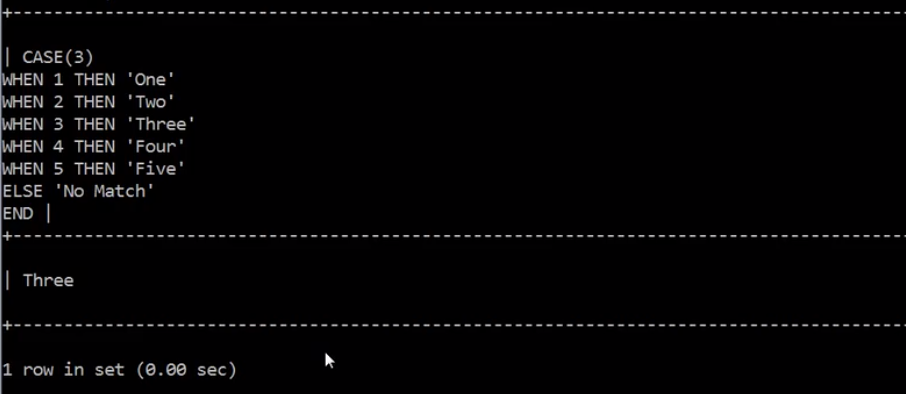 +--------------------------------------------------------------------------------
| CASE(3)
WHEN 1 THEN 'One'
WHEN 2 THEN 'Two'
WHEN 3 THEN 'Three'
WHEN 4 THEN 'Four'
WHEN 5 THEN 'Five'
ELSE 'No Match'
END |
+--------------------------------------------------------------------------------
| Three
+--------------------------------------------------------------------------------
1 row in set (0.00 sec)